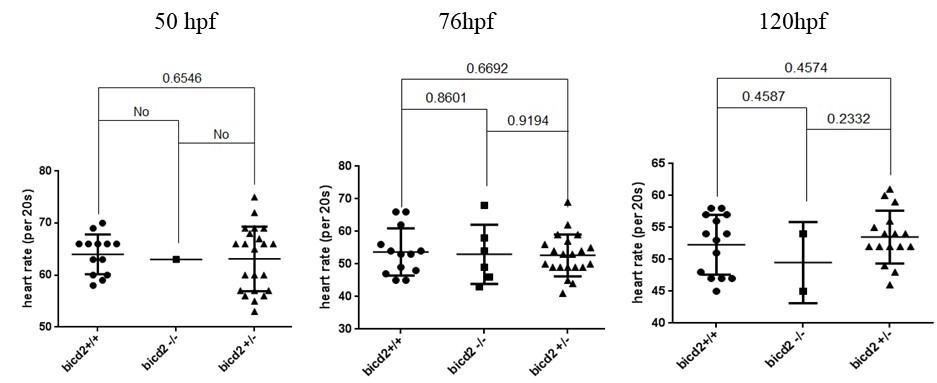 50 hpf
76hpf
120hpf
0.6546
No
No
80
70
60
50
heart rate (per 20s)
bicd2+/+
bicd2 -/-
bicd2 +/-
0.6692
0.8601
0.9194
80
70
60
50
40
30
heart rate (per 20s)
bicd2+/+
bicd2 -/-
bicd2 +/-
0.4574
0.4587
0.2332
65
60
55
50
45
40
heart rate (per 20s)
bicd2+/+
bicd2 -/-
bicd2 +/-